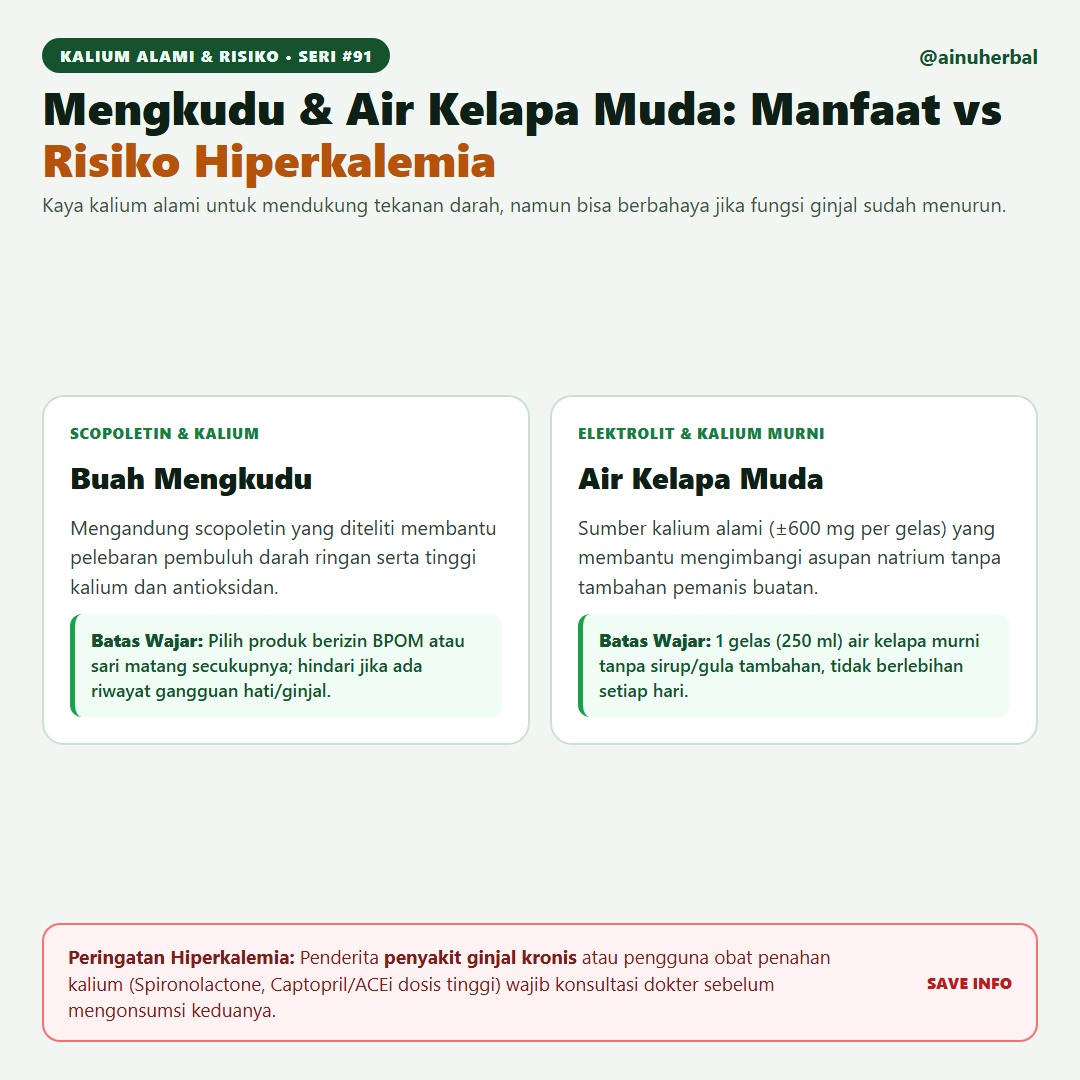 KALIUM ALAMI & RISIKO • SERI #91
@ainuherbal
Mengkudu & Air Kelapa Muda: Manfaat vs
Risiko Hiperkalemia
Kaya kalium alami untuk mendukung tekanan darah, namun bisa berbahaya jika fungsi ginjal sudah menurun.
SCOPOLETIN & KALIUM
Buah Mengkudu
Mengandung scopoletin yang diteliti membantu
pelebaran pembuluh darah ringan serta tinggi
kalium dan antioksidan.
Batas Wajar: Pilih produk berizin BPOM atau
sari matang secukupnya; hindari jika ada
riwayat gangguan hati/ginjal.
ELEKTROLIT & KALIUM MURNI
Air Kelapa Muda
Sumber kalium alami (±600 mg per gelas) yang
membantu mengimbangi asupan natrium tanpa
tambahan pemanis buatan.
Batas Wajar: 1 gelas (250 ml) air kelapa murni
tanpa sirup/gula tambahan, tidak berlebihan
setiap hari.
Peringatan Hiperkalemia: Penderita penyakit ginjal kronis atau pengguna obat penahan
kalium (Spironolactone, Captopril/ACEi dosis tinggi) wajib konsultasi dokter sebelum
mengonsumsi keduanya.
SAVE INFO